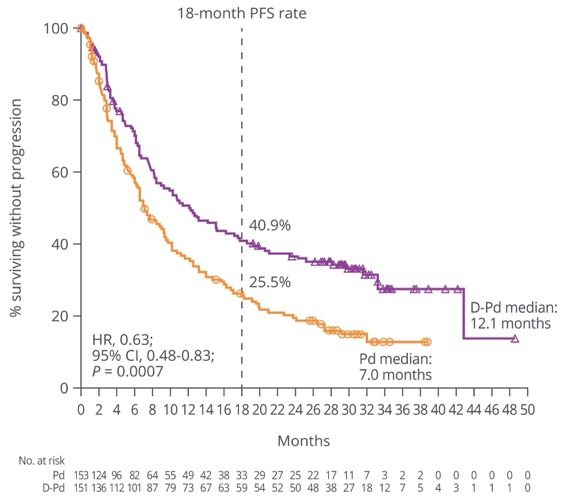 18-month PFS rate
100
80
60
40
20
0
% surviving without progression
40.9%
25.5%
HR, 0.63;
95% CI, 0.48-0.83;
P = 0.0007
D-Pd median:
12.1 months
Pd median:
7.0 months
0 2 4 6 8 10 12 14 16 18 20 22 24 26 28 30 32 34 36 38 40 42 44 46 48 50
Months
No. at risk
Pd 153 124 96 82 64 55 49 42 38 33 29 27 25 22 17 11 7 3 2 2 0 0 0 0 0 0
D-Pd 151 136 112 101 87 79 73 67 63 59 54 52 50 48 38 27 18 12 7 5 4 3 1 1 1 0